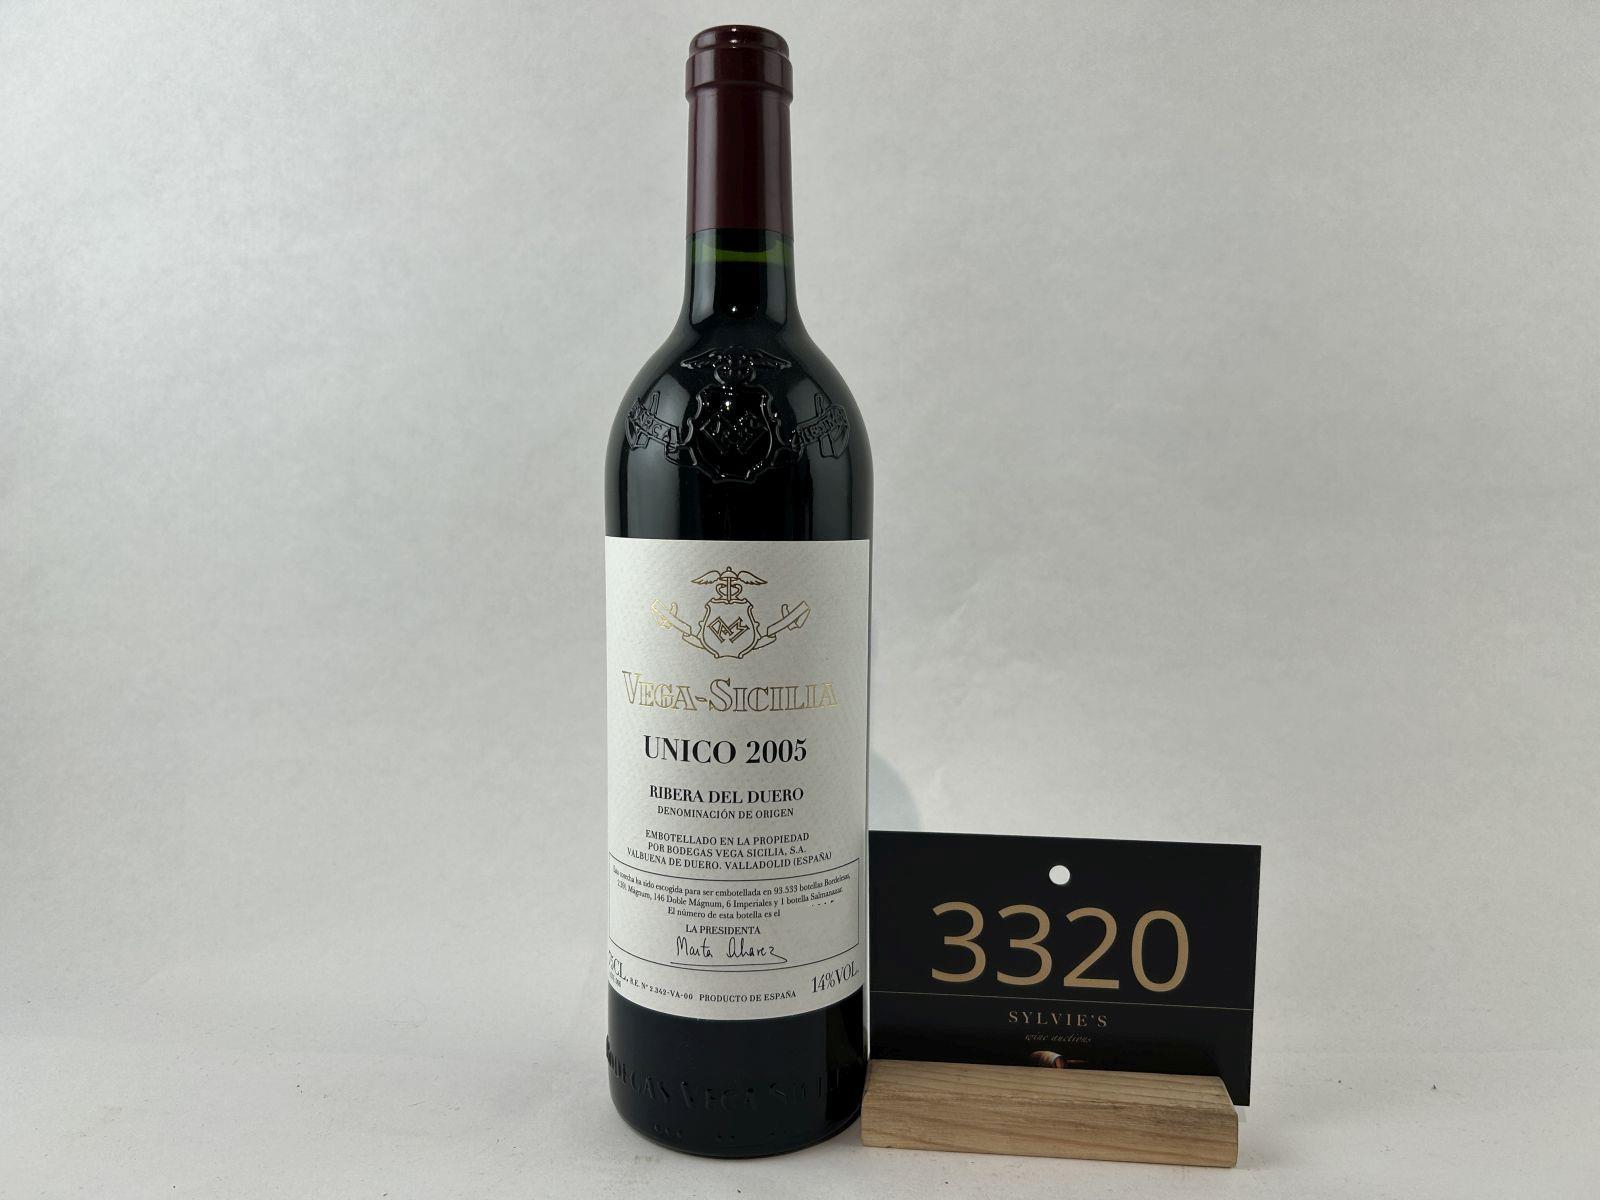 VEGA-SICILIA
UNICO 2005
RIBERA DEL DUERO
DENOMINACIÓN DE ORIGEN
EMBOTELLADO EN LA PROPIEDAD
POR BODEGAS VEGA SICILIA, S.A.
VALBUENA DE DUERO. VALLADOLID (ESPAÑA)
Esta cosecha ha sido escogida para ser embotellada en 93.533 botellas Bordelesas,
Mágnum, 146 Doble Mágnum, 6 Imperiales y 1 botella Salmanazar.
El número de esta botella es el
LA PRESIDENTA
Marta Álvarez
75CL. R.E. Nº 2.342-VA-00 PRODUCTO DE ESPAÑA 14%VOL.
BODEGAS VEGA SICILIA
3320
SYLVIE'S
wine auctions